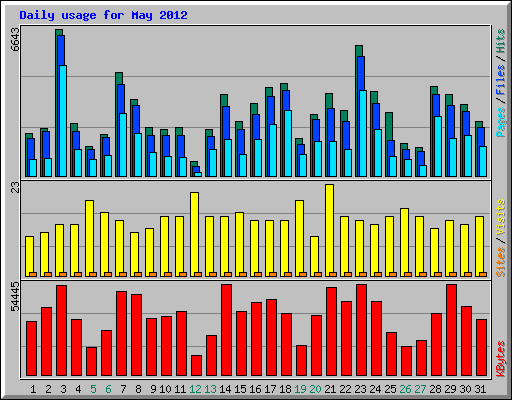 Daily usage for May 2012
6643
Pages / Files / Hits
23
Sites / Visits
54445
KBytes
1 2 3 4 5 6 7 8 9 10 11 12 13 14 15 16 17 18 19 20 21 22 23 24 25 26 27 28 29 30 31